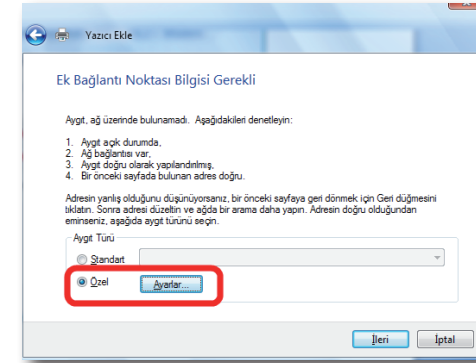 Yazıcı Ekle
Ek Bağlantı Noktası Bilgisi Gerekli
Aygıt, ağ üzerinde bulunamadı. Aşağıdakileri denetleyin:
1. Aygıt açık durumda,
2. Ağ bağlantısı var,
3. Aygıt doğru olarak yapılandırılmış,
4. Bir önceki sayfada bulunan adres doğru.
Adresin yanlış olduğunu düşünüyorsanız, bir önceki sayfaya geri dönmek için Geri düğmesini
tıklatın. Sonra adresi düzeltin ve ağda bir arama daha yapın. Adresin doğru olduğundan
eminseniz, aşağıda aygıt türünü seçin.
Aygıt Türü
Standart
Özel Ayarlar...
İleri İptal